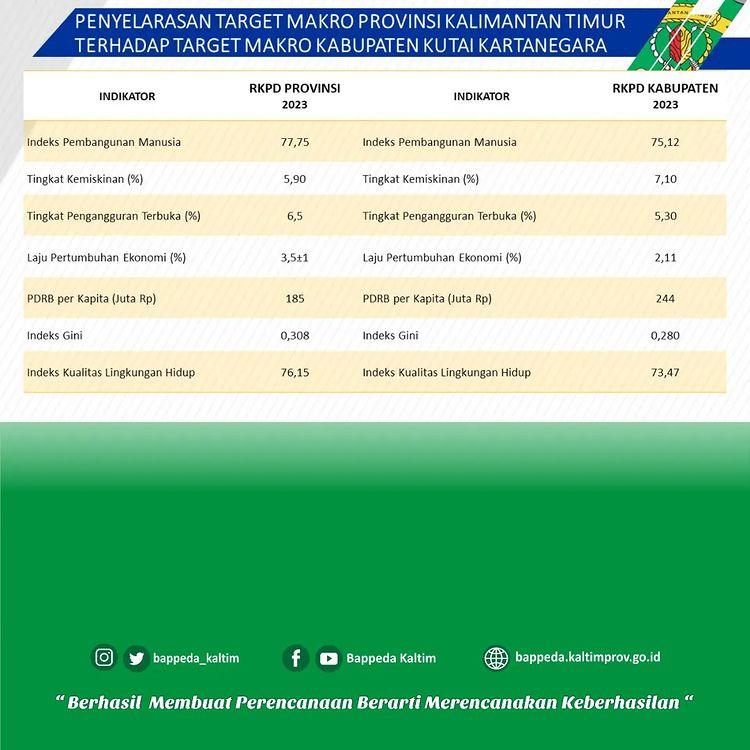 PENYELARASAN TARGET MAKRO PROVINSI KALIMANTAN TIMUR
TERHADAP TARGET MAKRO KABUPATEN KUTAI KARTANEGARA
INDIKATOR RKPD PROVINSI 2023 INDIKATOR RKPD KABUPATEN 2023
Indeks Pembangunan Manusia 77,75 Indeks Pembangunan Manusia 75,12
Tingkat Kemiskinan (%) 5,90 Tingkat Kemiskinan (%) 7,10
Tingkat Pengangguran Terbuka (%) 6,5 Tingkat Pengangguran Terbuka (%) 5,30
Laju Pertumbuhan Ekonomi (%) 3,5±1 Laju Pertumbuhan Ekonomi (%) 2,11
PDRB per Kapita (Juta Rp) 185 PDRB per Kapita (Juta Rp) 244
Indeks Gini 0,308 Indeks Gini 0,280
Indeks Kualitas Lingkungan Hidup 76,15 Indeks Kualitas Lingkungan Hidup 73,47
bappeda_kaltim Bappeda Kaltim bappeda.kaltimprov.go.id
“ Berhasil Membuat Perencanaan Berarti Merencanakan Keberhasilan “